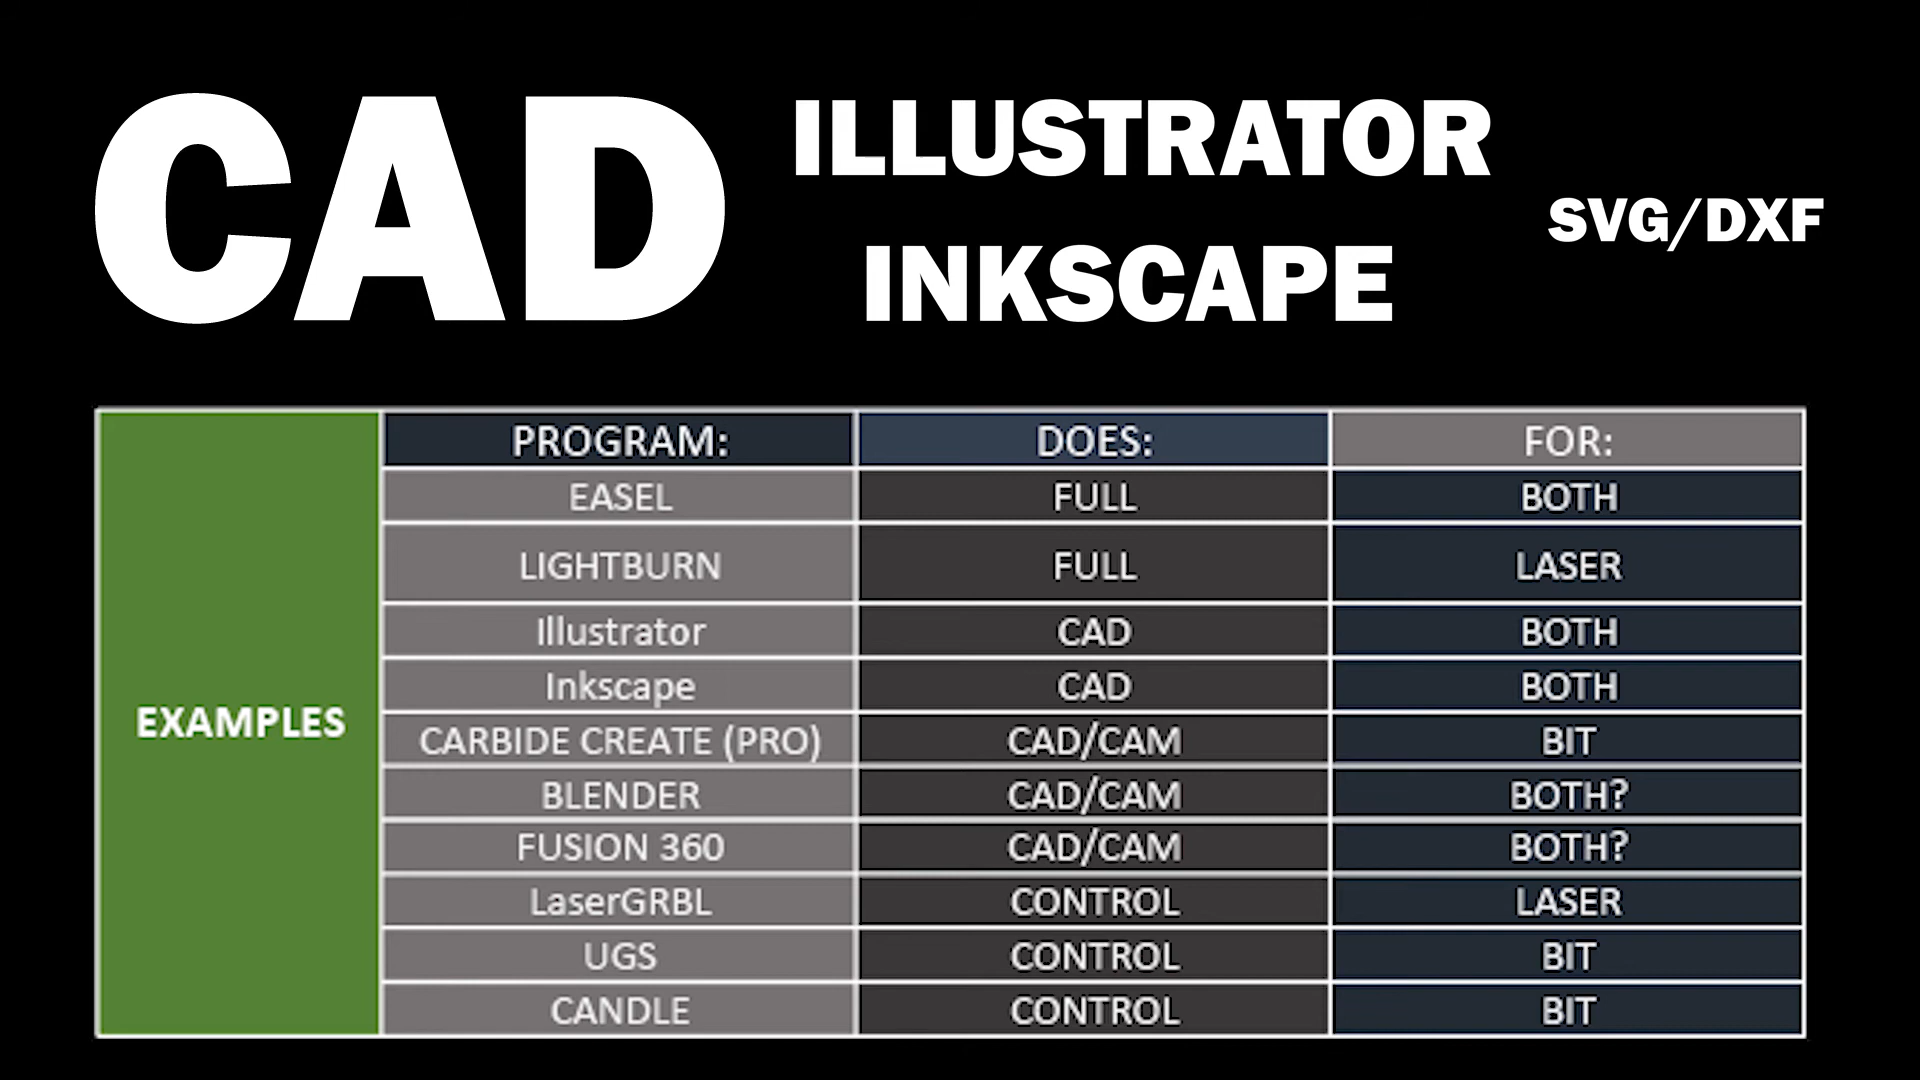 CAD
ILLUSTRATOR
INKSCAPE
SVG/DXF
EXAMPLES
PROGRAM: DOES: FOR:
EASEL FULL BOTH
LIGHTBURN FULL LASER
Illustrator CAD BOTH
Inkscape CAD BOTH
CARBIDE CREATE (PRO) CAD/CAM BIT
BLENDER CAD/CAM BOTH?
FUSION 360 CAD/CAM BOTH?
LaserGRBL CONTROL LASER
UGS CONTROL BIT
CANDLE CONTROL BIT